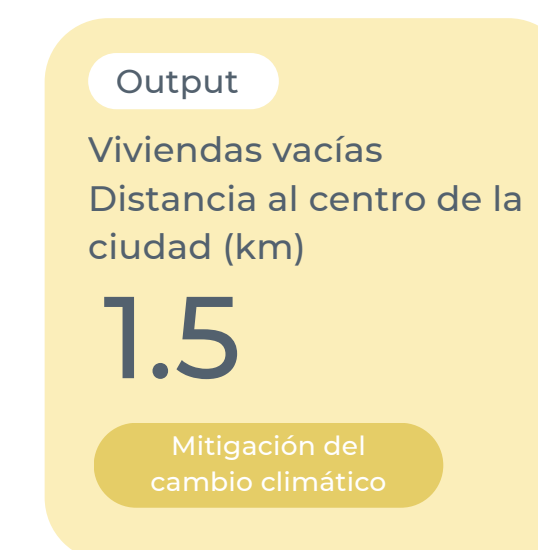 Output
Viviendas vacías
Distancia al centro de la
ciudad (km)
1.5
Mitigación del
cambio climático